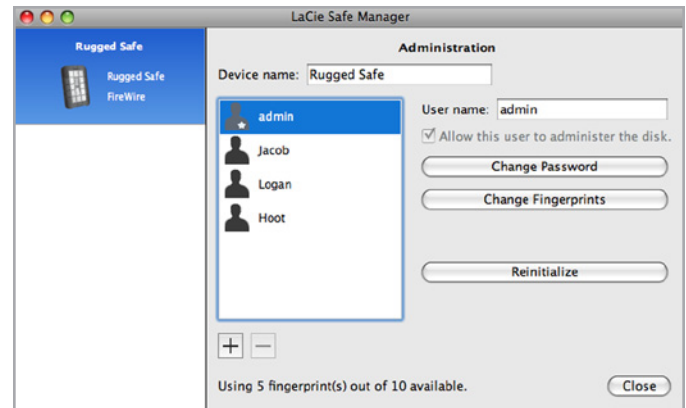 LaCie Safe Manager
Rugged Safe
Rugged Safe
FireWire
Administration
Device name: Rugged Safe
admin
Jacob
Logan
Hoot
User name: admin
Allow this user to administer the disk.
Change Password
Change Fingerprints
Reinitialize
+ −
Using 5 fingerprint(s) out of 10 available.
Close